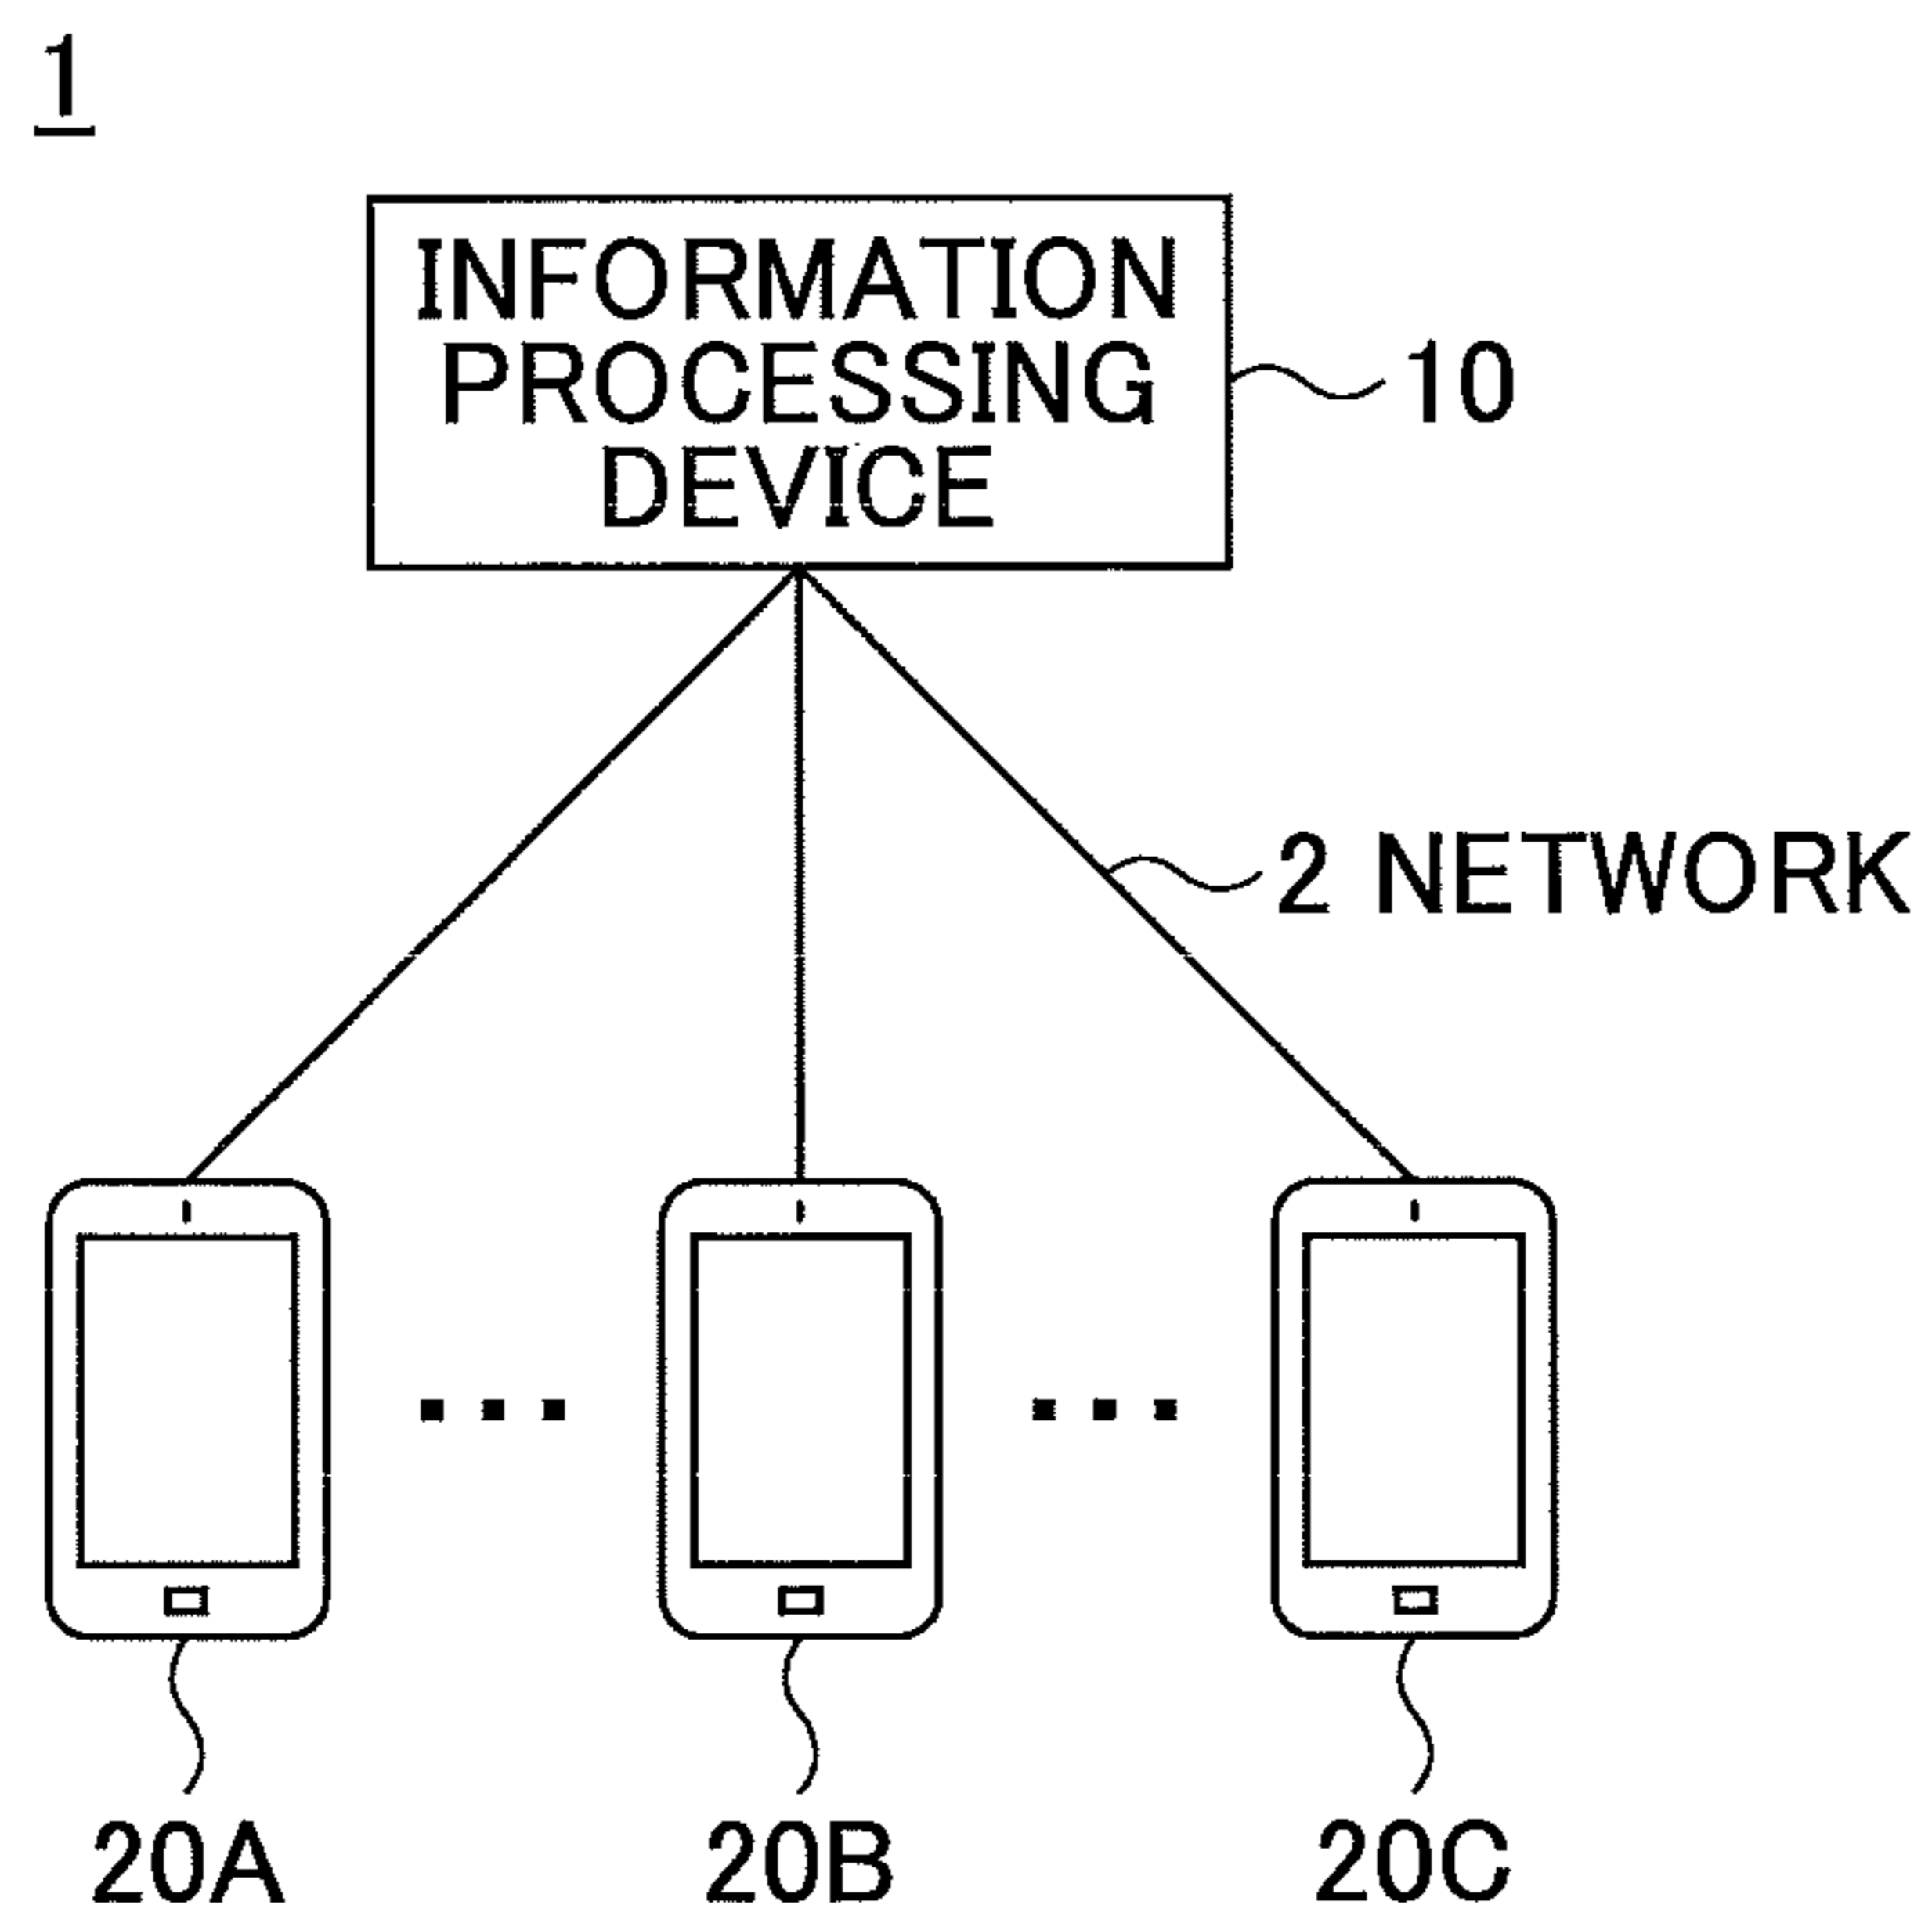 1
INFORMATION
PROCESSING
DEVICE
10
2 NETWORK
20A
20B
20C